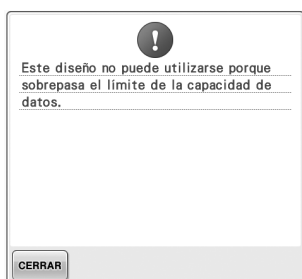 Este diseño no puede utilizarse porque
sobrepasa el límite de la capacidad de
datos.
CERRAR